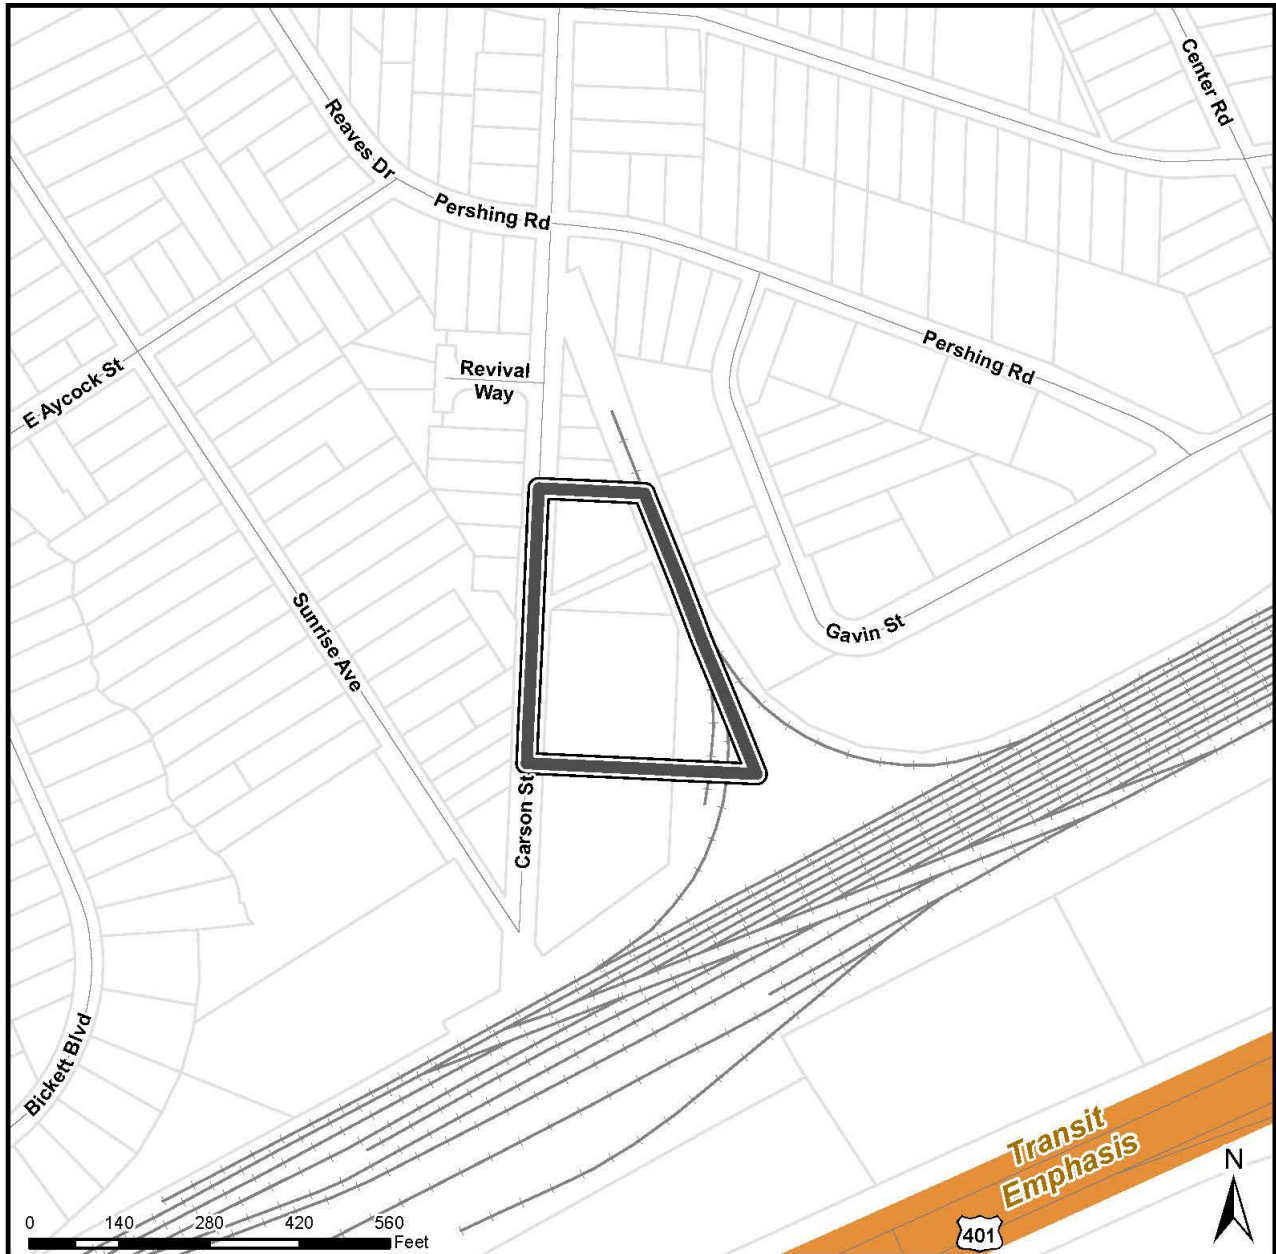 Center Rd
Reaves Dr
Pershing Rd
Pershing Rd
E Aycock St
Revival
Way
Sunrise Ave
Gavin St
Carson St
Bickett Blvd
Transit
Emphasis
N
401
0 140 280 420 560
Feet